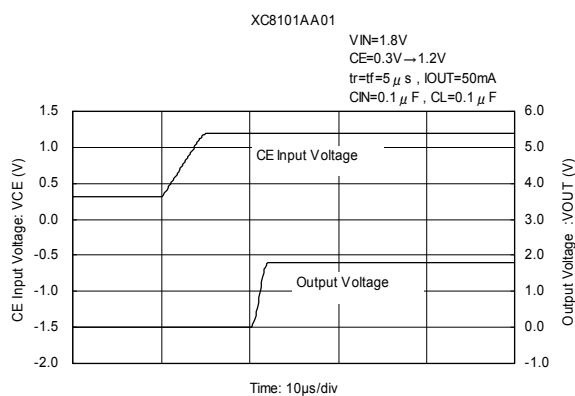 XC8101AA01
VIN=1.8V
CE=0.3V→1.2V
tr=tf=5μs , IOUT=50mA
CIN=0.1μF , CL=0.1μF
CE Input Voltage: VCE (V)
1.5
1.0
0.5
0.0
-0.5
-1.0
-1.5
-2.0
CE Input Voltage
Output Voltage
6.0
5.0
4.0
3.0
2.0
1.0
0.0
-1.0
Output Voltage :VOUT (V)
Time: 10μs/div